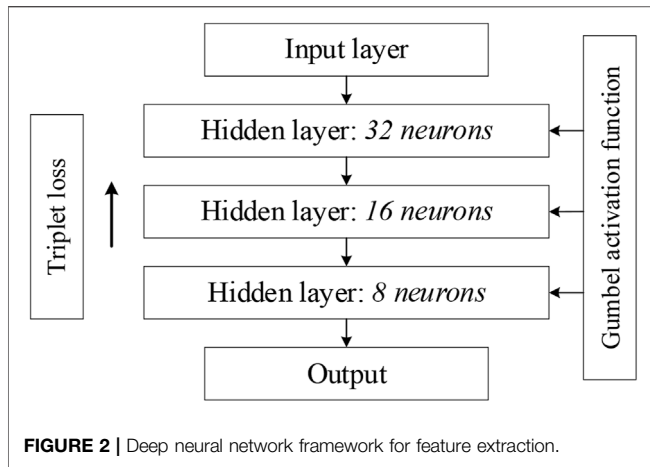 Input layer
Hidden layer: 32 neurons
Hidden layer: 16 neurons
Hidden layer: 8 neurons
Output
Triplet loss
Gumbel activation function
FIGURE 2 | Deep neural network framework for feature extraction.